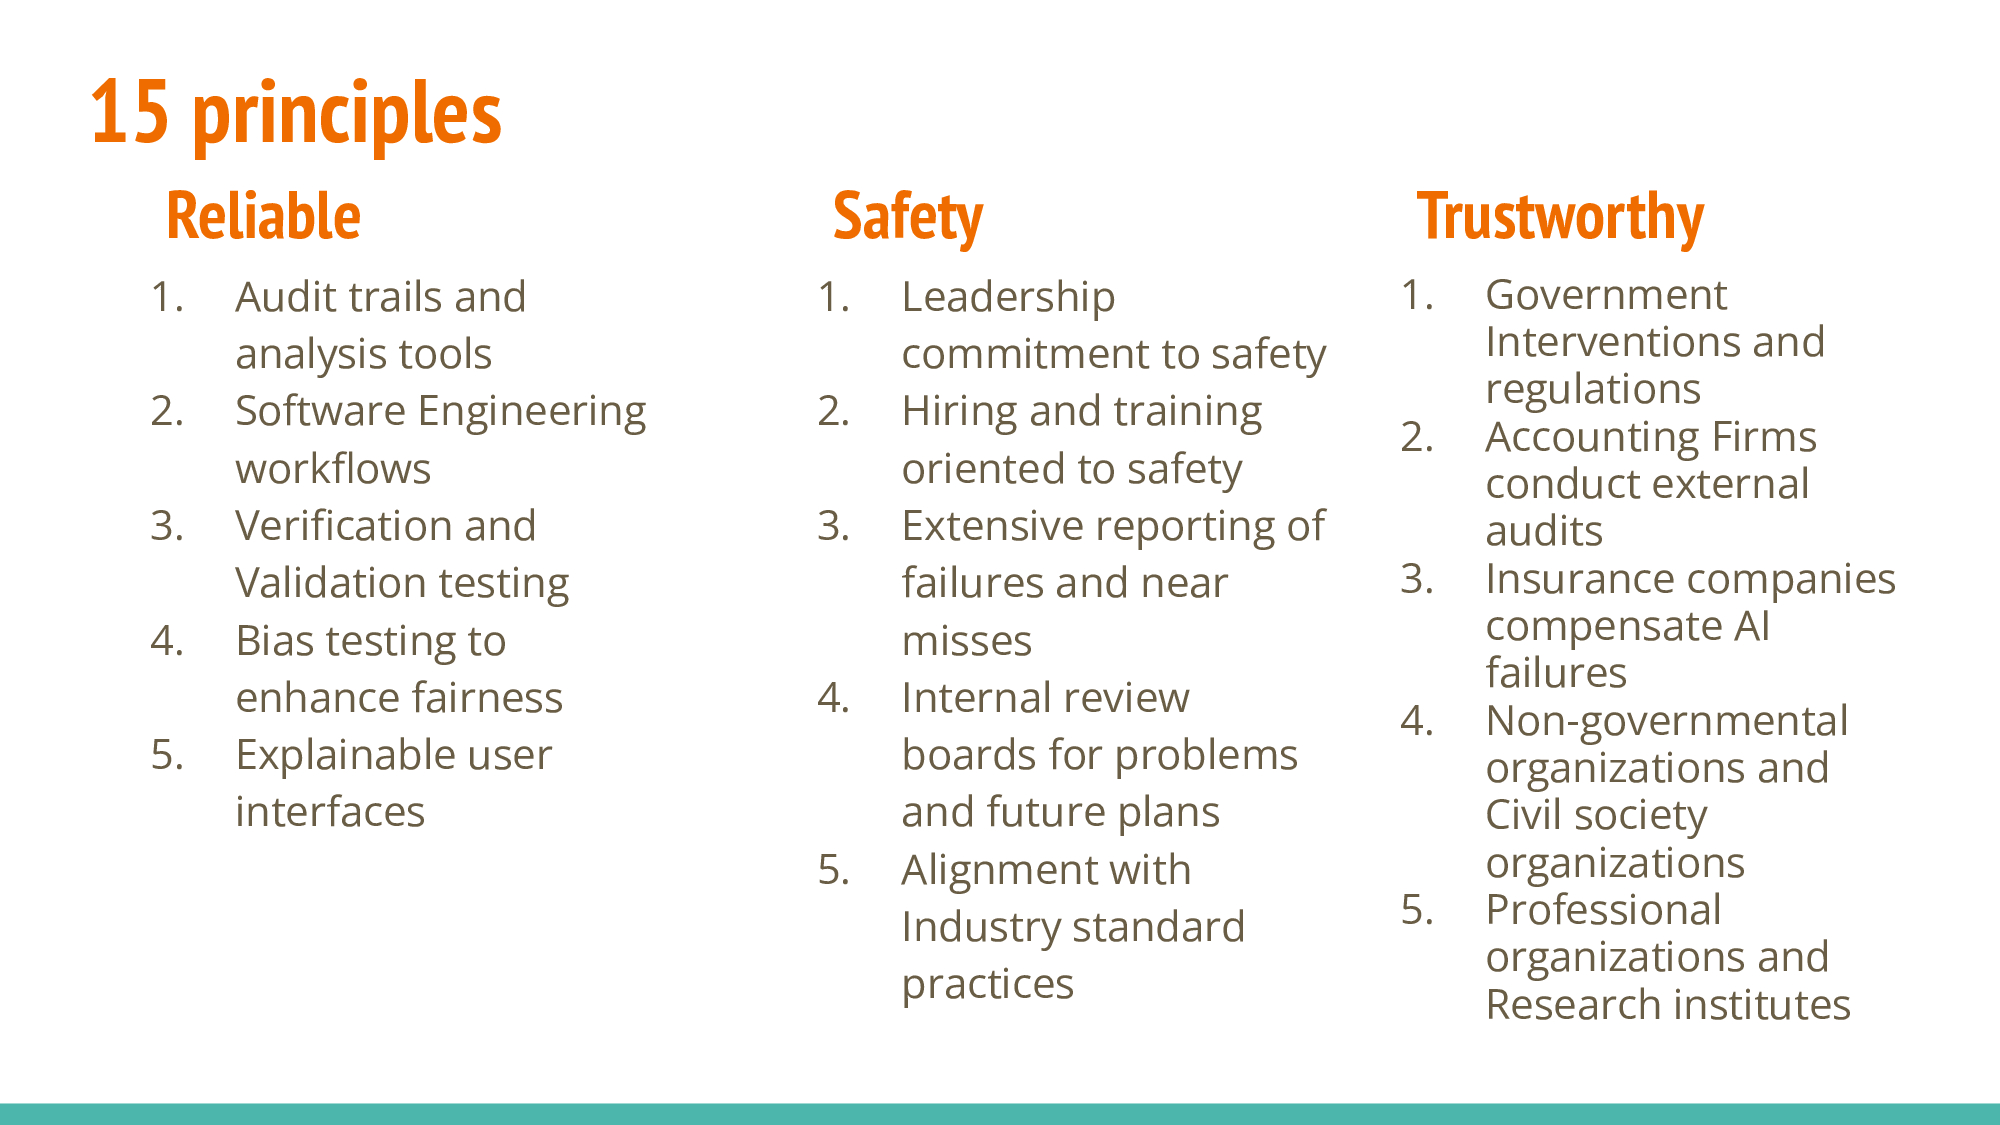 15 principles
Reliable
1. Audit trails and
analysis tools
2. Software Engineering
workflows
3. Verification and
Validation testing
4. Bias testing to
enhance fairness
5. Explainable user
interfaces
Safety
1. Leadership
commitment to safety
2. Hiring and training
oriented to safety
3. Extensive reporting of
failures and near
misses
4. Internal review
boards for problems
and future plans
5. Alignment with
Industry standard
practices
Trustworthy
1. Government
Interventions and
regulations
2. Accounting Firms
conduct external
audits
3. Insurance companies
compensate AI
failures
4. Non-governmental
organizations and
Civil society
organizations
5. Professional
organizations and
Research institutes